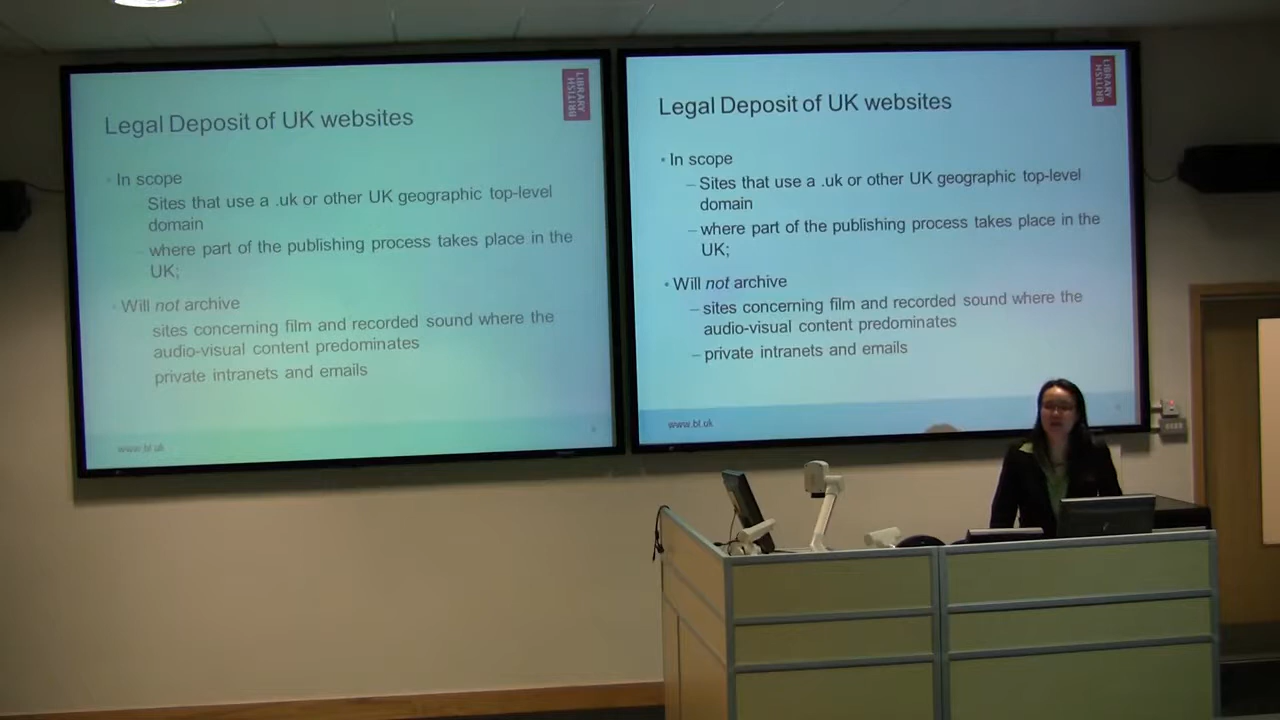 LIBRARY
BRITISH
Legal Deposit of UK websites
• In scope
Sites that use a .uk or other UK geographic top-level
domain
– where part of the publishing process takes place in the
UK;
• Will not archive
sites concerning film and recorded sound where the
audio-visual content predominates
private intranets and emails
www.bl.uk
LIBRARY
BRITISH
Legal Deposit of UK websites
• In scope
– Sites that use a .uk or other UK geographic top-level
domain
– where part of the publishing process takes place in the
UK;
• Will not archive
– sites concerning film and recorded sound where the
audio-visual content predominates
– private intranets and emails
www.bl.uk